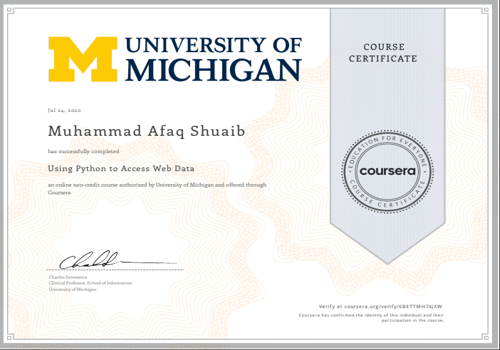 M UNIVERSITY OF
MICHIGAN
COURSE
CERTIFICATE
Jul 24, 2020
Muhammad Afaq Shuaib
has successfully completed
Using Python to Access Web Data
an online non-credit course authorized by University of Michigan and offered through
Coursera
EDUCATION FOR EVERYONE
coursera
COURSE CERTIFICATE
Charles Severance
Clinical Professor, School of Information
University of Michigan
Verify at coursera.org/verify/6BETTMH74JXW
Coursera has confirmed the identity of this individual and their
participation in the course.